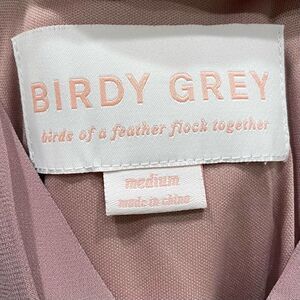 BIRDY GREY
birds of a feather flock together
medium
made in china